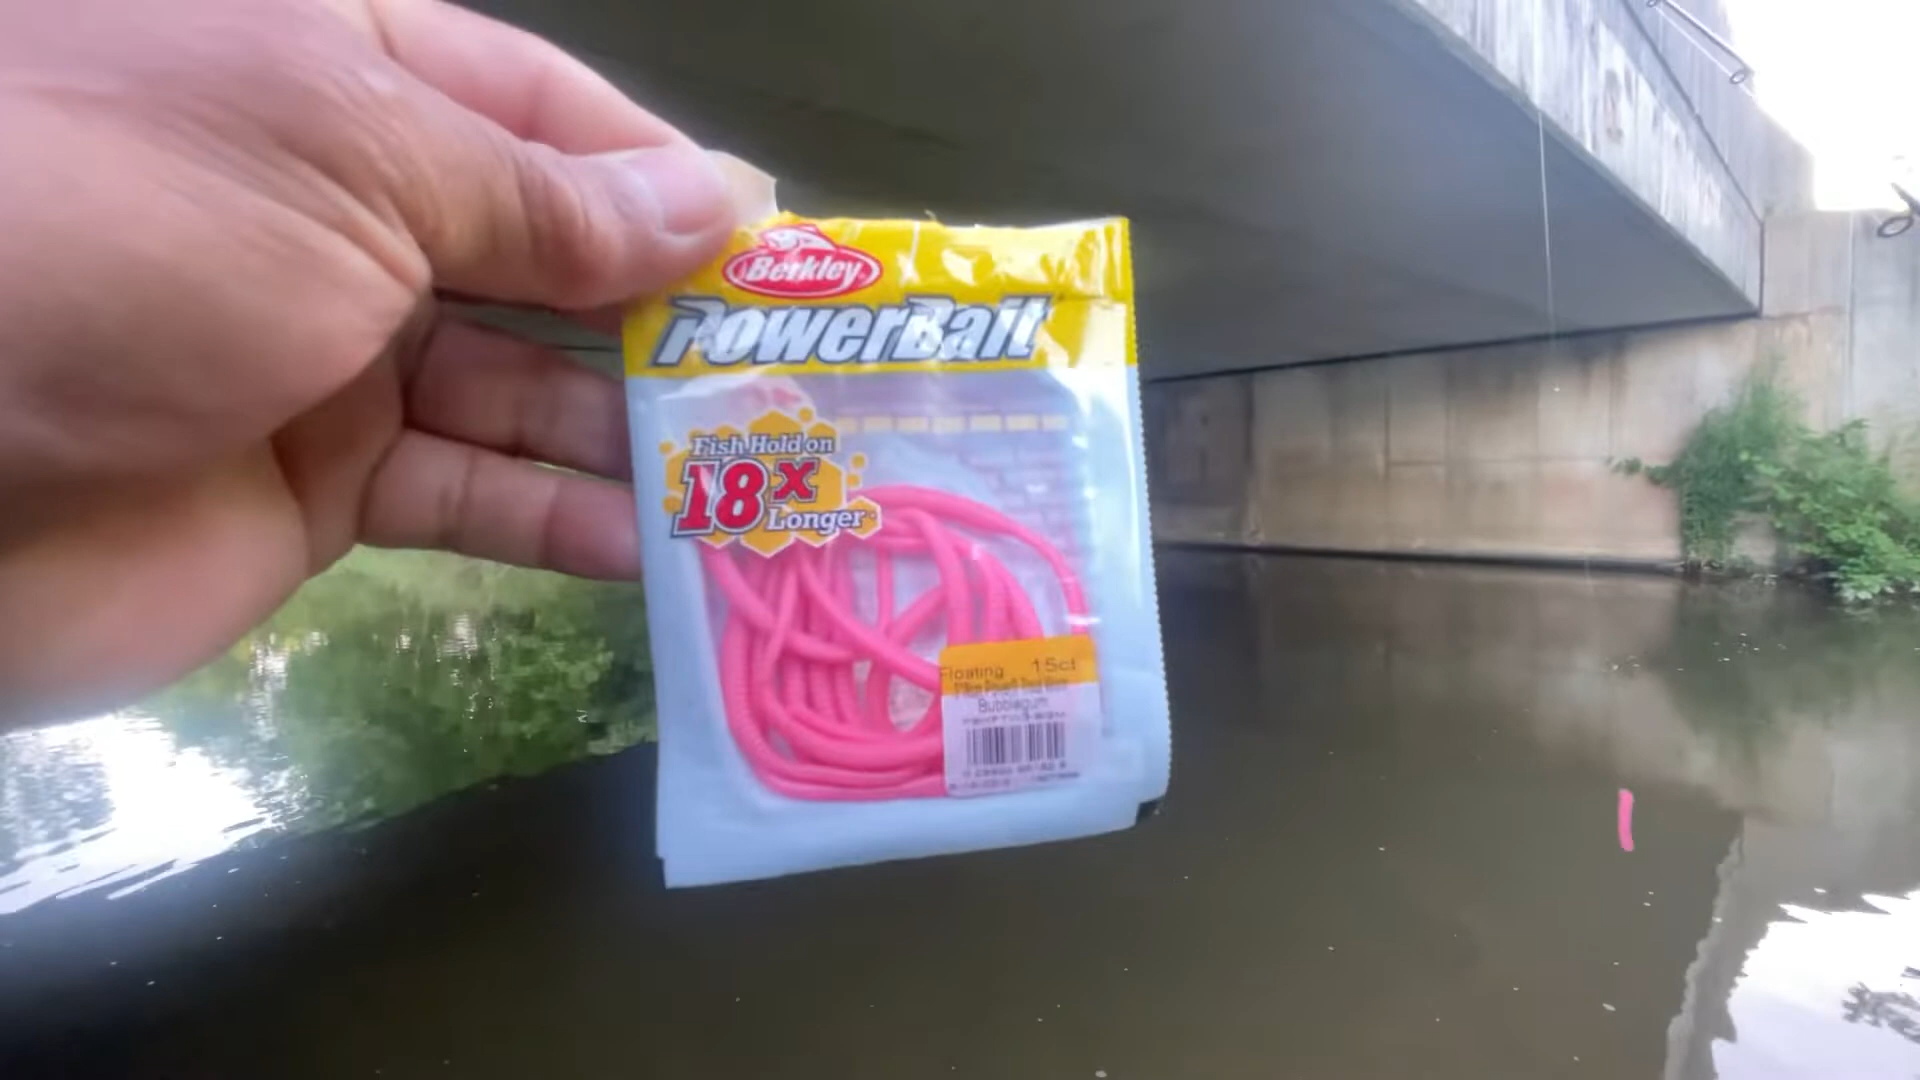 Berkley
PowerBait
Fish Hold on
18x
Longer
Floating 15ct
Bubblegum